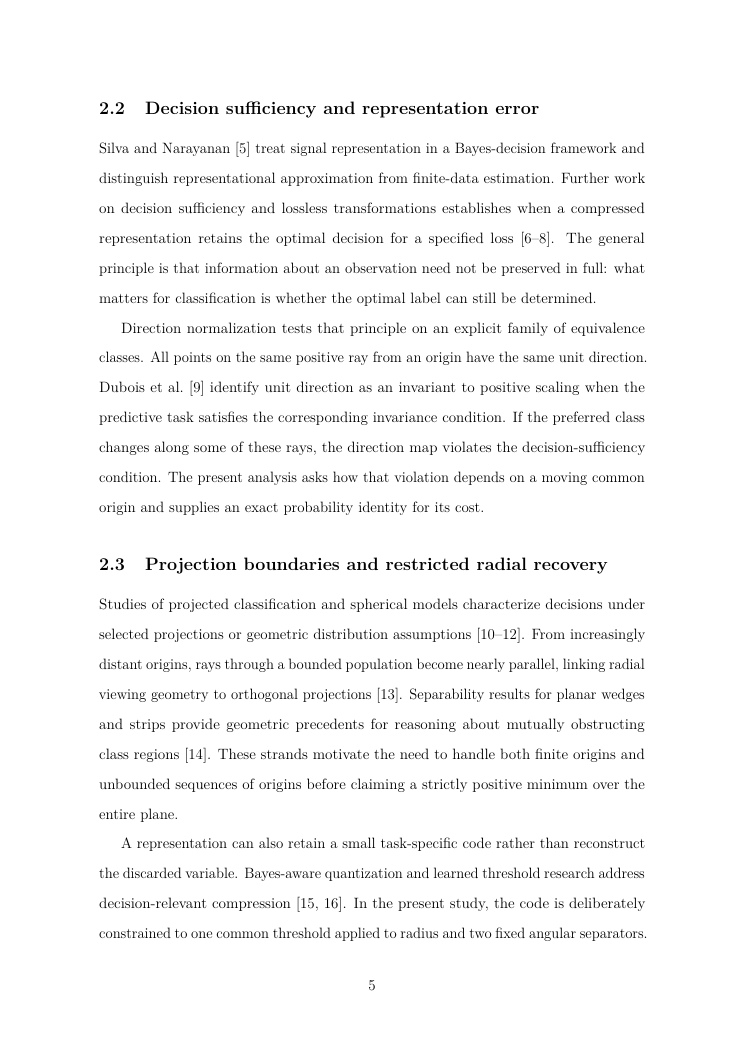 2.2 Decision sufficiency and representation error
Silva and Narayanan [5] treat signal representation in a Bayes-decision framework and
distinguish representational approximation from finite-data estimation. Further work
on decision sufficiency and lossless transformations establishes when a compressed
representation retains the optimal decision for a specified loss [6–8]. The general
principle is that information about an observation need not be preserved in full: what
matters for classification is whether the optimal label can still be determined.
Direction normalization tests that principle on an explicit family of equivalence
classes. All points on the same positive ray from an origin have the same unit direction.
Dubois et al. [9] identify unit direction as an invariant to positive scaling when the
predictive task satisfies the corresponding invariance condition. If the preferred class
changes along some of these rays, the direction map violates the decision-sufficiency
condition. The present analysis asks how that violation depends on a moving common
origin and supplies an exact probability identity for its cost.
2.3 Projection boundaries and restricted radial recovery
Studies of projected classification and spherical models characterize decisions under
selected projections or geometric distribution assumptions [10–12]. From increasingly
distant origins, rays through a bounded population become nearly parallel, linking radial
viewing geometry to orthogonal projections [13]. Separability results for planar wedges
and strips provide geometric precedents for reasoning about mutually obstructing
class regions [14]. These strands motivate the need to handle both finite origins and
unbounded sequences of origins before claiming a strictly positive minimum over the
entire plane.
A representation can also retain a small task-specific code rather than reconstruct
the discarded variable. Bayes-aware quantization and learned threshold research address
decision-relevant compression [15, 16]. In the present study, the code is deliberately
constrained to one common threshold applied to radius and two fixed angular separators.
5